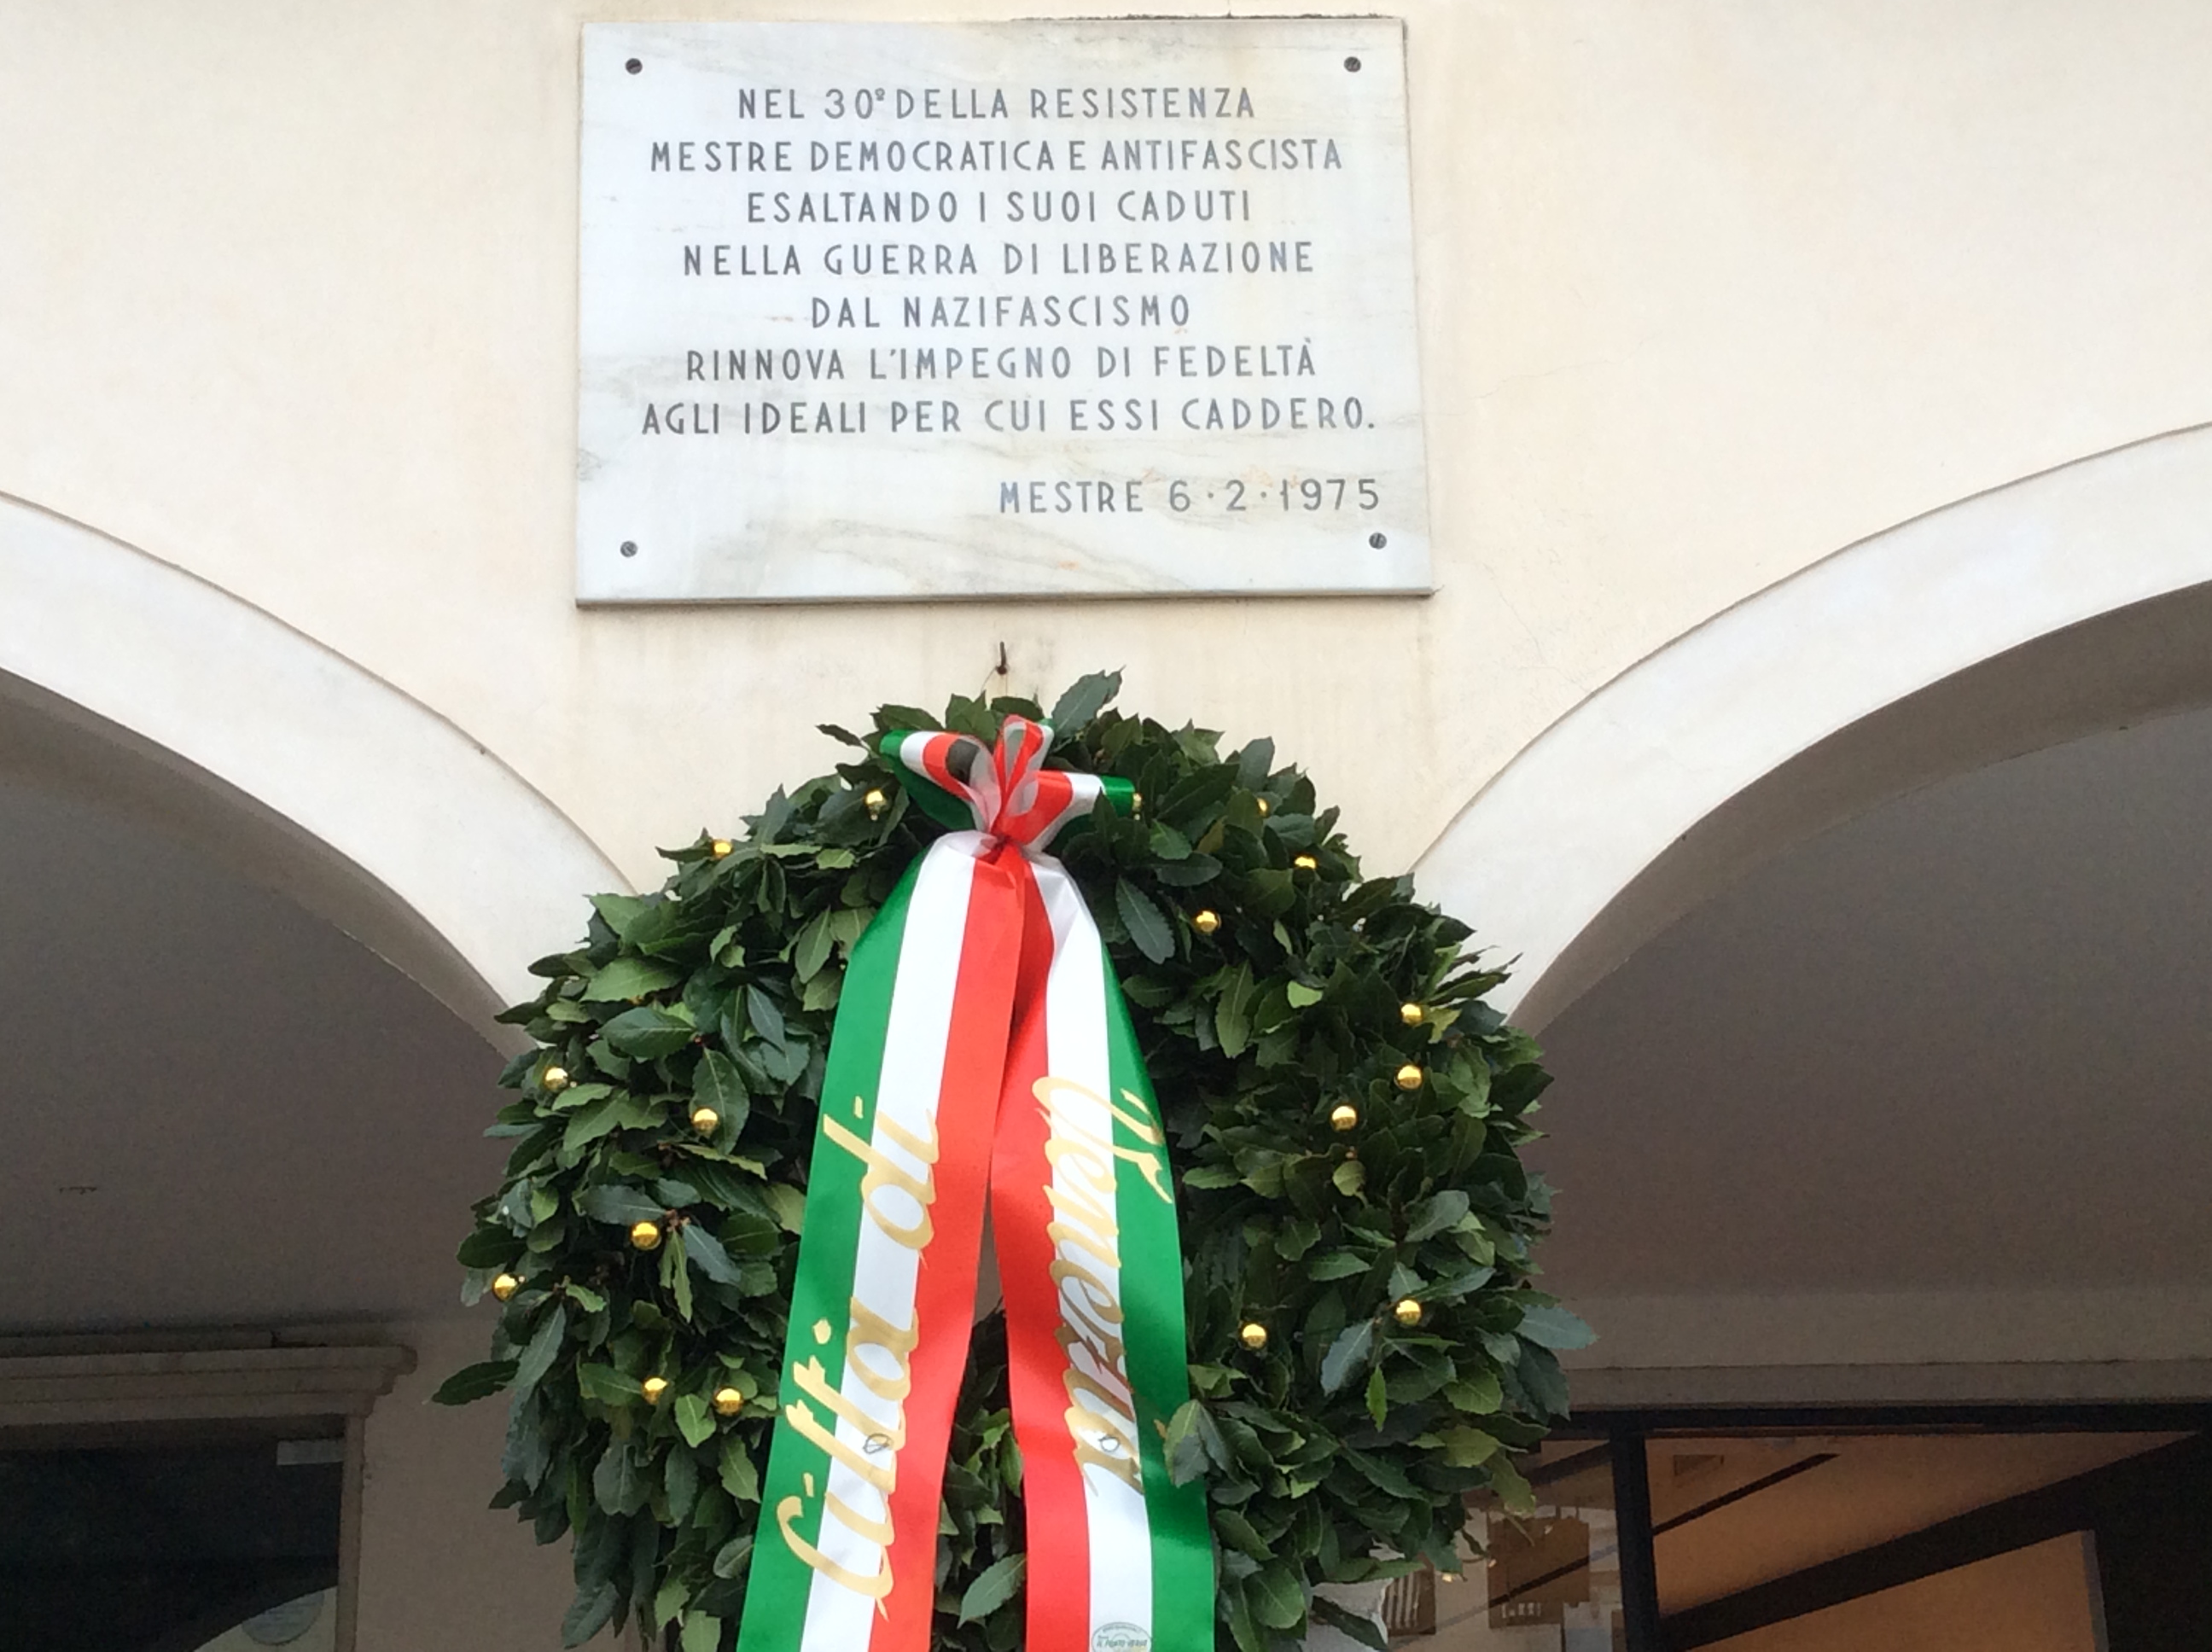 NEL 30º DELLA RESISTENZA
MESTRE DEMOCRATICA E ANTIFASCISTA
ESALTANDO I SUOI CADUTI
NELLA GUERRA DI LIBERAZIONE
DAL NAZIFASCISMO
RINNOVA L'IMPEGNO DI FEDELTÀ
AGLI IDEALI PER CUI ESSI CADDERO.
MESTRE 6·2·1975
Città di
Venezia